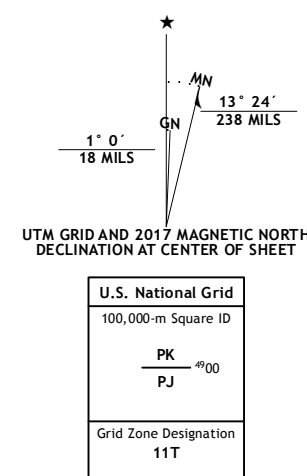 ★
MN
GN
13° 24´
238 MILS
1° 0´
18 MILS
UTM GRID AND 2017 MAGNETIC NORTH
DECLINATION AT CENTER OF SHEET
U.S. National Grid
100,000-m Square ID
PK
4900
PJ
Grid Zone Designation
11T